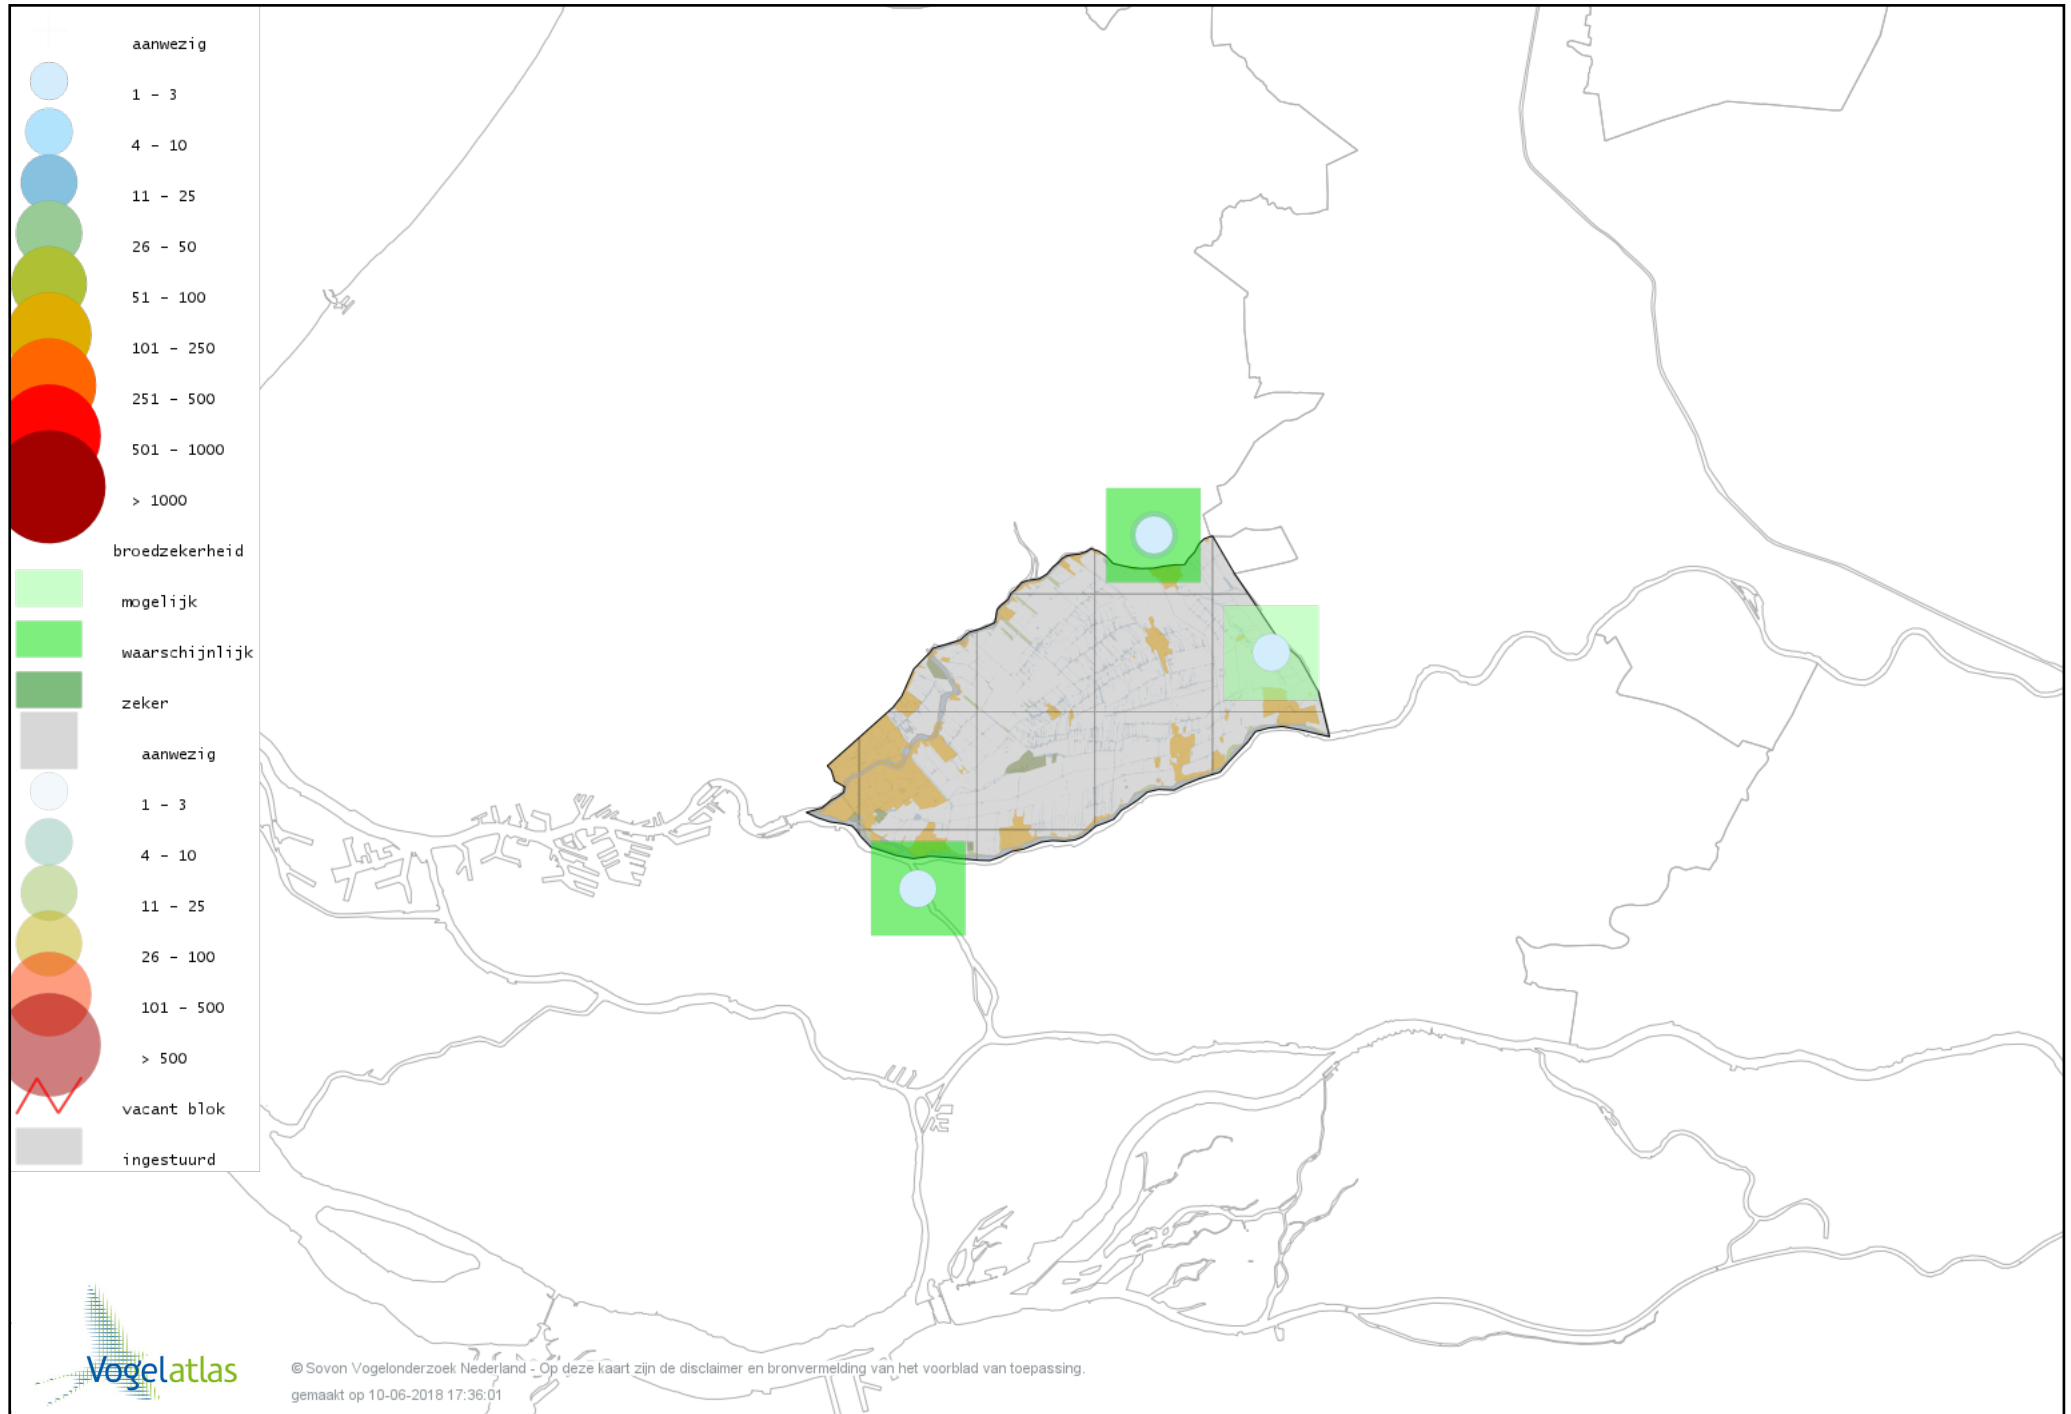 aanwezig
1 - 3
4 - 10
11 - 25
26 - 50
51 - 100
101 - 250
251 - 500
501 - 1000
> 1000
broedzekerheid
mogelijk
waarschijnlijk
zeker
aanwezig
1 - 3
4 - 10
11 - 25
26 - 100
101 - 500
> 500
vacant blok
ingestuurd
Vogelatlas
© Sovon Vogelonderzoek Nederland - Op deze kaart zijn de disclaimer en bronvermelding van het voorblad van toepassing.
gemaakt op 10-06-2018 17:36:01